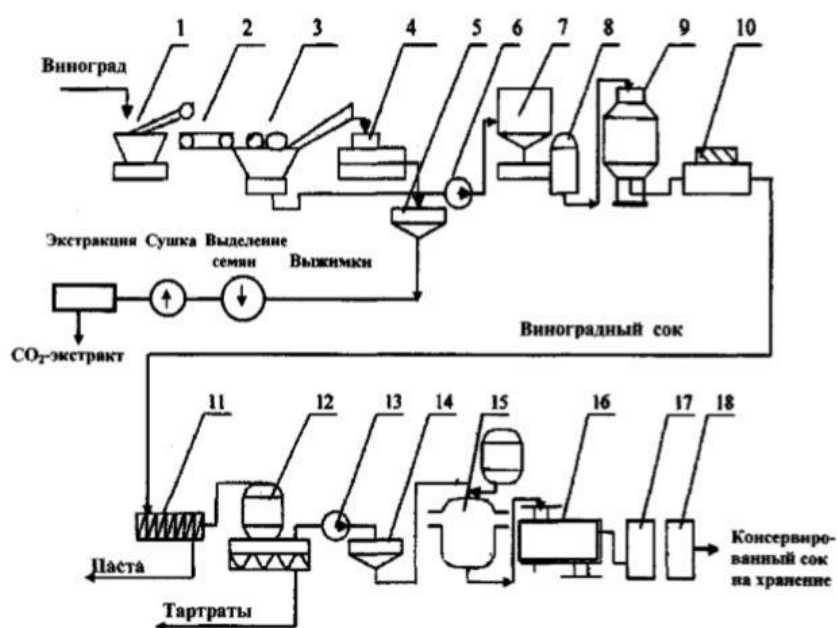 1 2 3 4 5 6 7 8 9 10
Виноград
Экстракция Сушка Выделение
семян
Выжимки
CO₂-экстракт
Виноградный сок
11 12 13 14 15 16 17 18
Паста
Тартраты
Консервиро-
ванный сок
на хранение